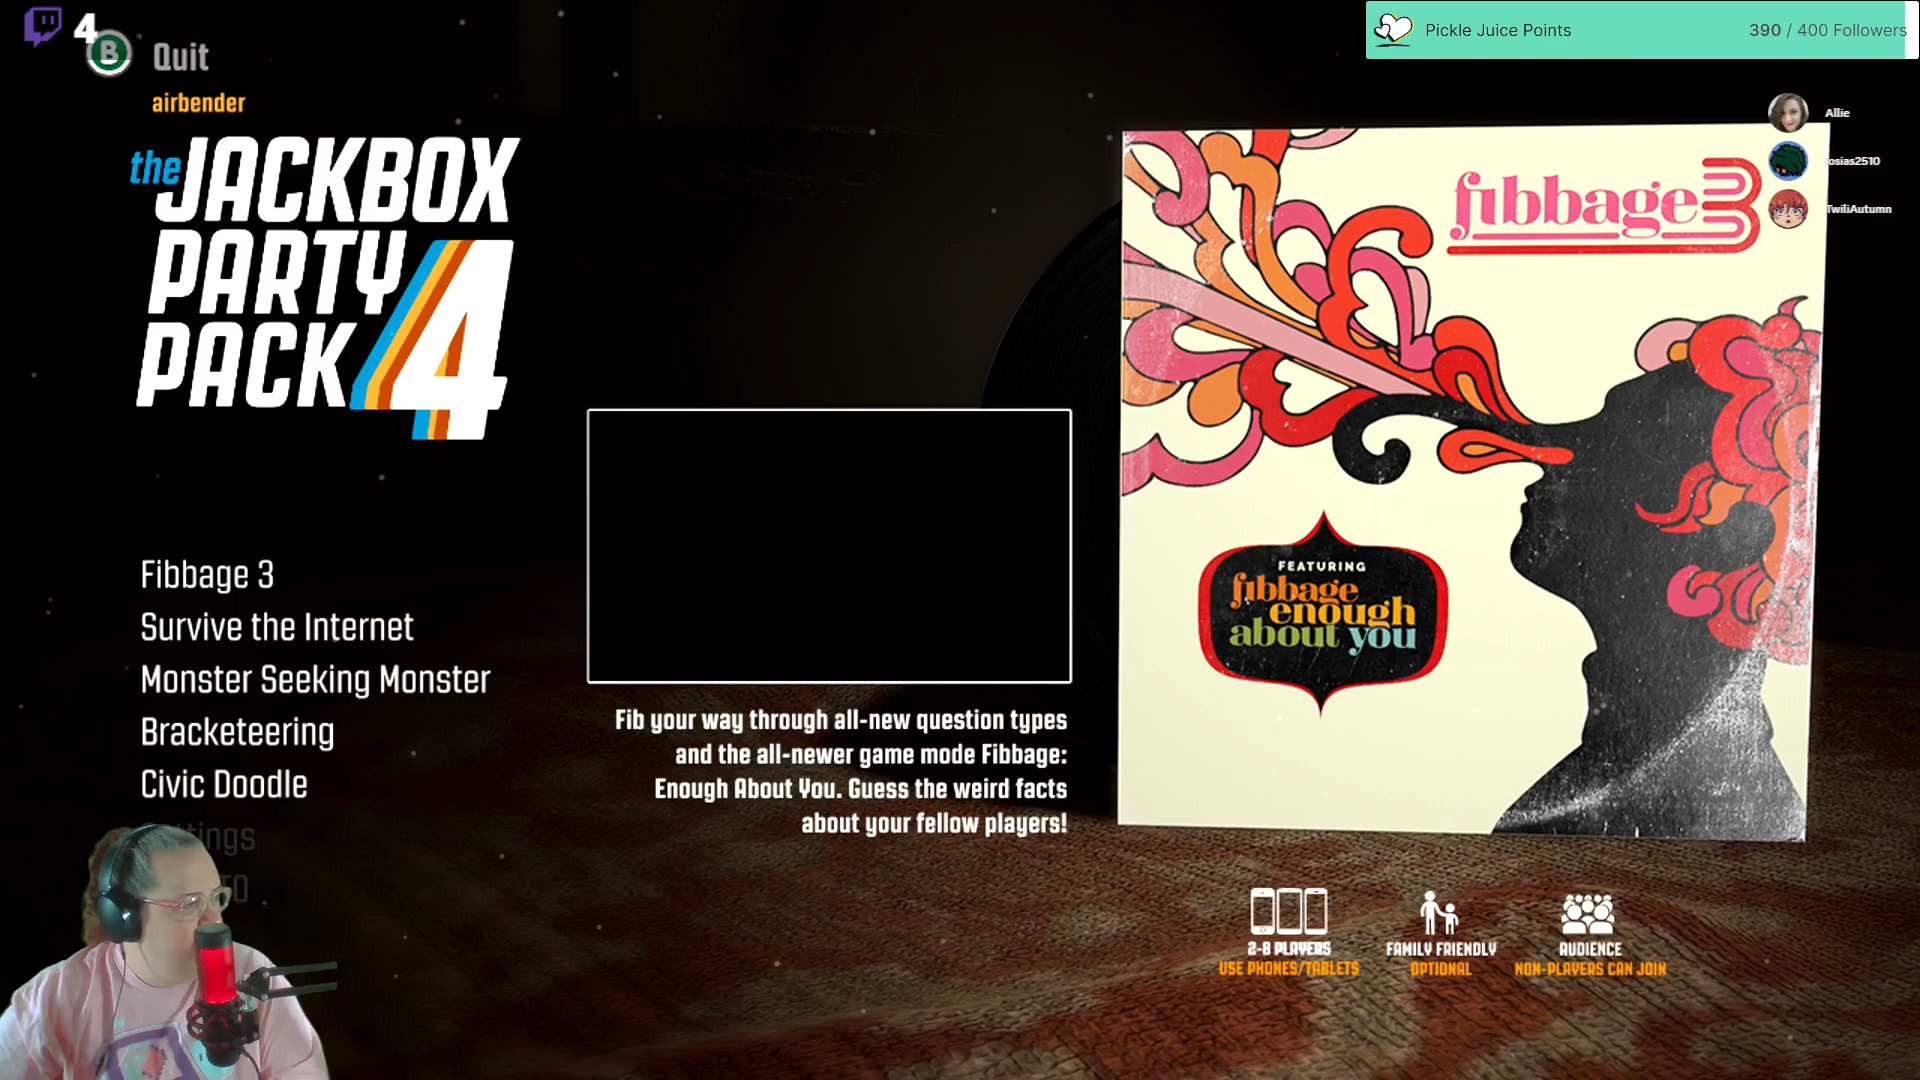 4
B Quit
airbender
the JACKBOX
PARTY
PACK 4
Fibbage 3
Survive the Internet
Monster Seeking Monster
Bracketeering
Civic Doodle
Fib your way through all-new question types
and the all-newer game mode Fibbage:
Enough About You. Guess the weird facts
about your fellow players!
Pickle Juice Points
390 / 400 Followers
Allie
osias2510
TwiliAutumn
fibbage 3
FEATURING
fibbage
enough
about you
2-8 PLAYERS
USE PHONES/TABLETS
FAMILY FRIENDLY
OPTIONAL
AUDIENCE
NON-PLAYERS CAN JOIN